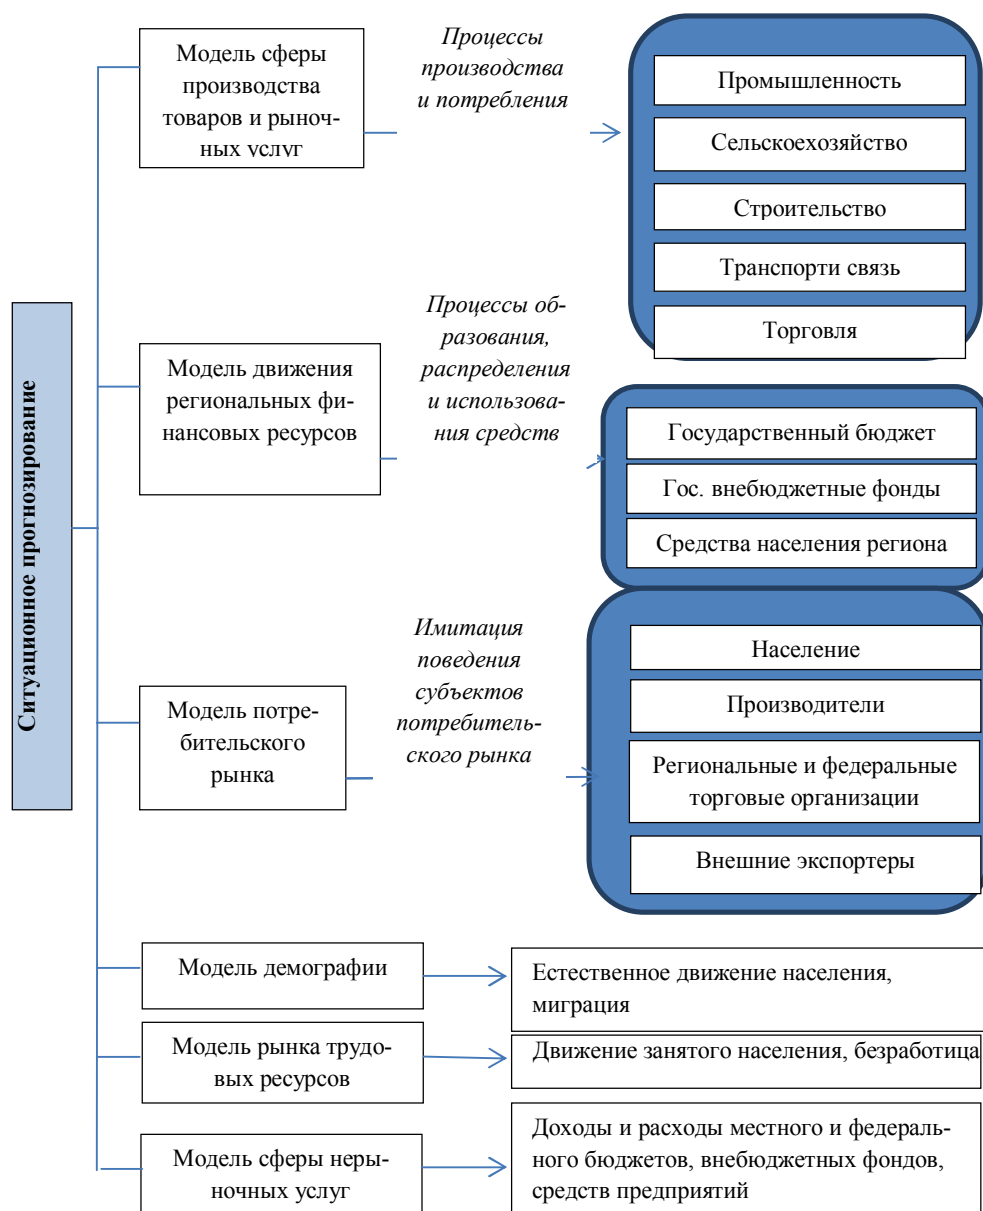 Ситуационное прогнозирование
Модель сферы
производства
товаров и рыноч-
ных услуг
Процессы
производства
и потребления
Промышленность
Сельскоехозяйство
Строительство
Транспорти связь
Торговля
Модель движения
региональных фи-
нансовых ресурсов
Процессы об-
разования,
распределения
и использова-
ния средств
Государственный бюджет
Гос. внебюджетные фонды
Средства населения региона
Модель потре-
бительского
рынка
Имитация
поведения
субъектов
потребитель-
ского рынка
Население
Производители
Региональные и федеральные
торговые организации
Внешние экспортеры
Модель демографии
Естественное движение населения,
миграция
Модель рынка трудо-
вых ресурсов
Движение занятого населения, безработица
Модель сферы неры-
ночных услуг
Доходы и расходы местного и федераль-
ного бюджетов, внебюджетных фондов,
средств предприятий